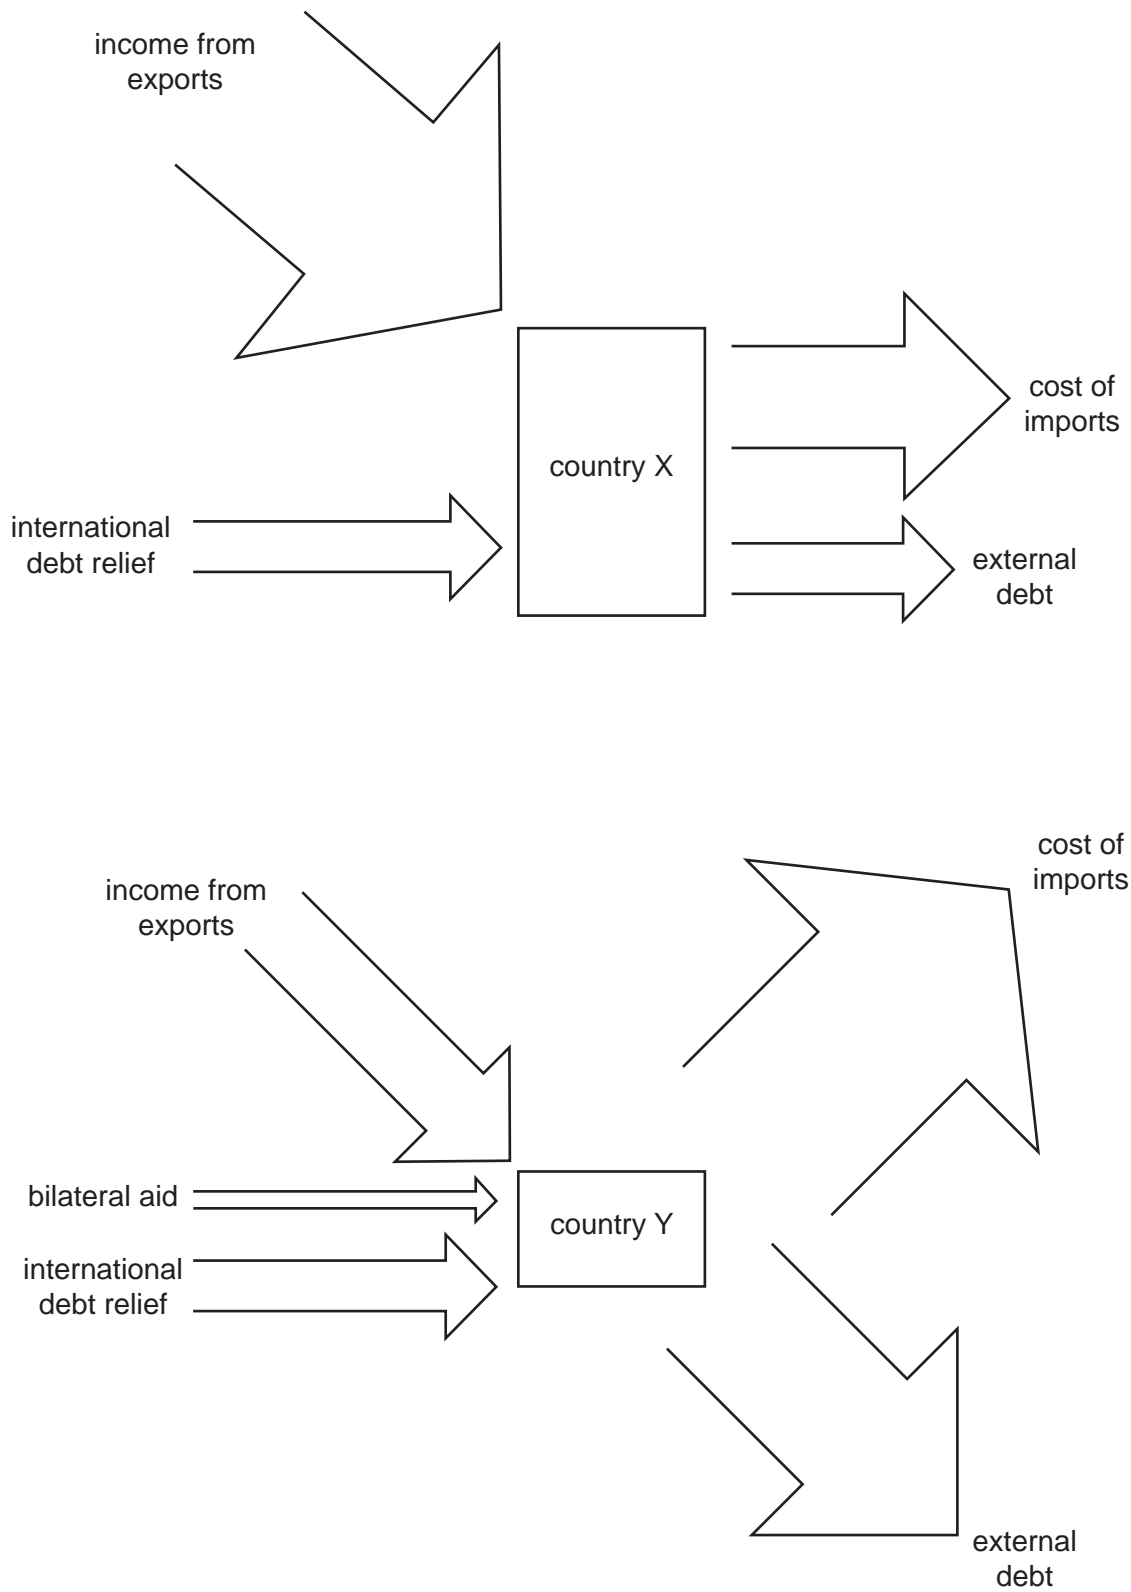 income from
exports
cost of
imports
country X
international
debt relief
external
debt
cost of
imports
income from
exports
bilateral aid
country Y
international
debt relief
external
debt